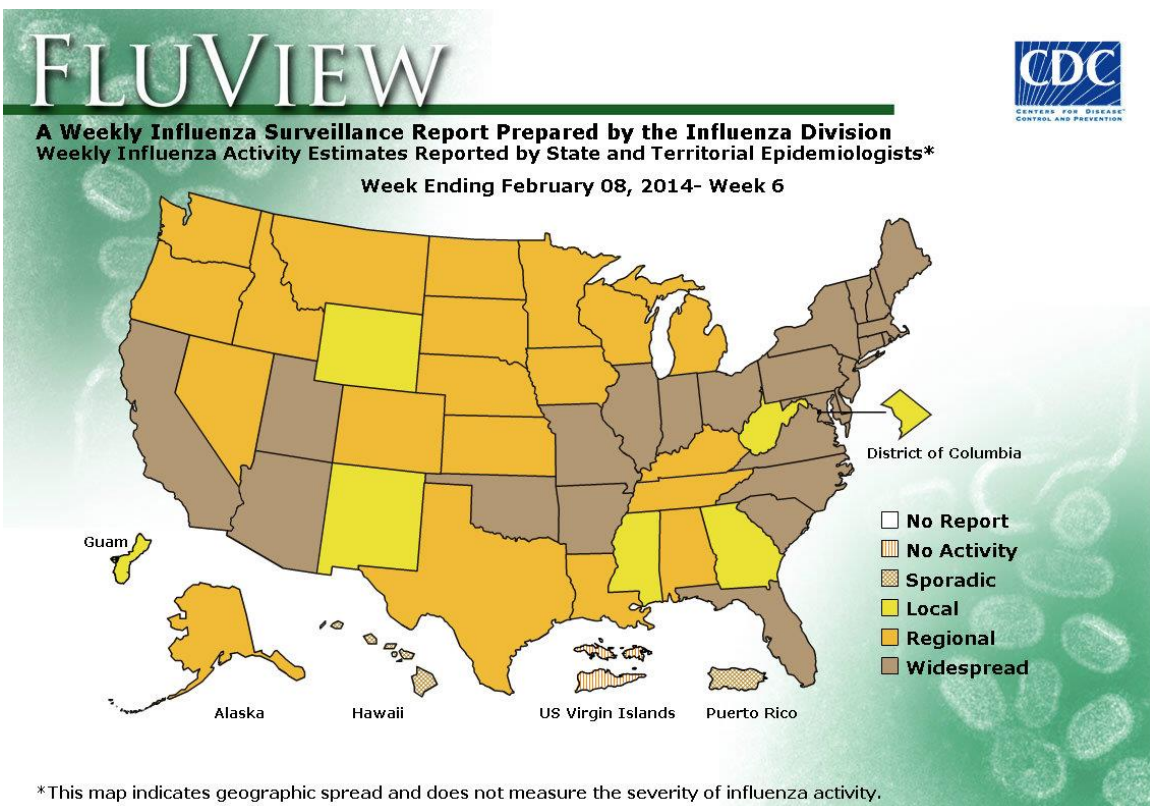 FLUVIEW
CDC
CENTERS FOR DISEASE
CONTROL AND PREVENTION
A Weekly Influenza Surveillance Report Prepared by the Influenza Division
Weekly Influenza Activity Estimates Reported by State and Territorial Epidemiologists*
Week Ending February 08, 2014- Week 6
District of Columbia
No Report
No Activity
Sporadic
Local
Regional
Widespread
Guam
Alaska
Hawaii
US Virgin Islands
Puerto Rico
*This map indicates geographic spread and does not measure the severity of influenza activity.